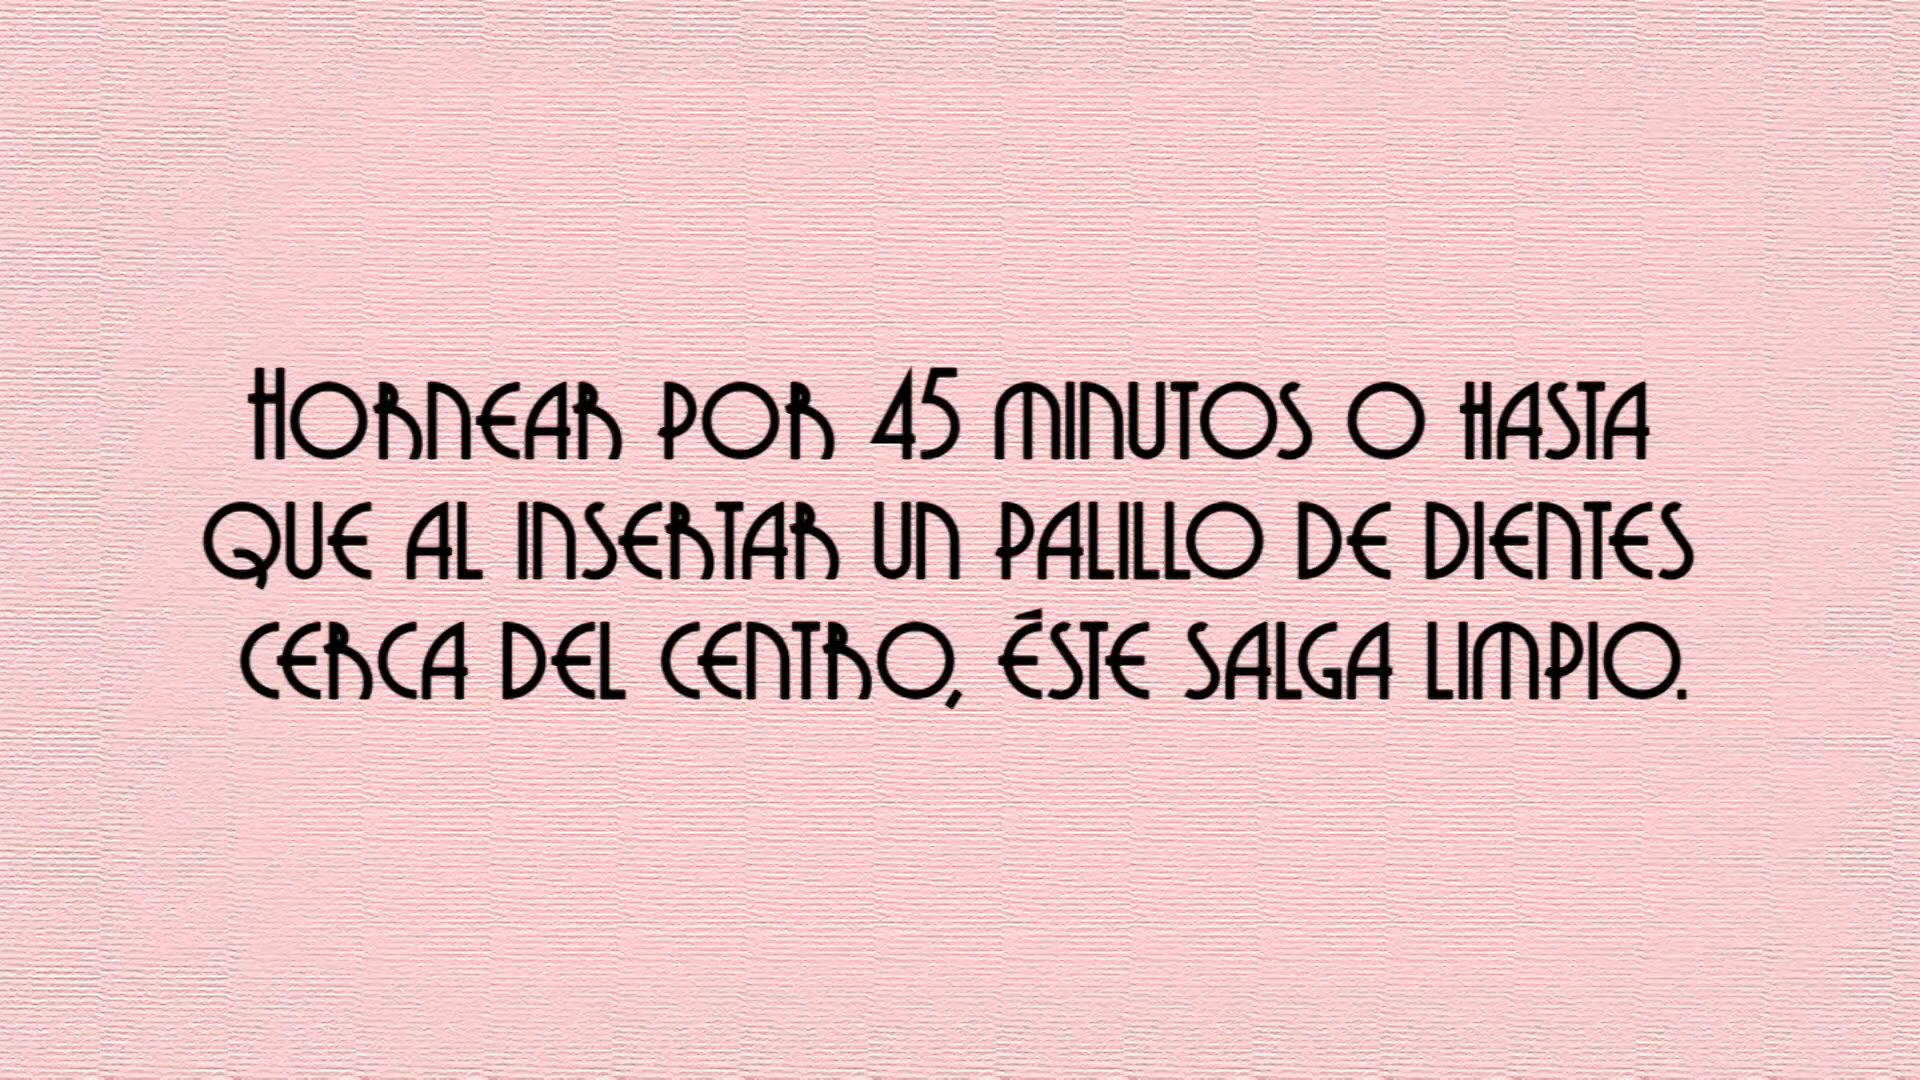 Hornear por 45 minutos o hasta
que al insertar un palillo de dientes
cerca del centro, éste salga limpio.